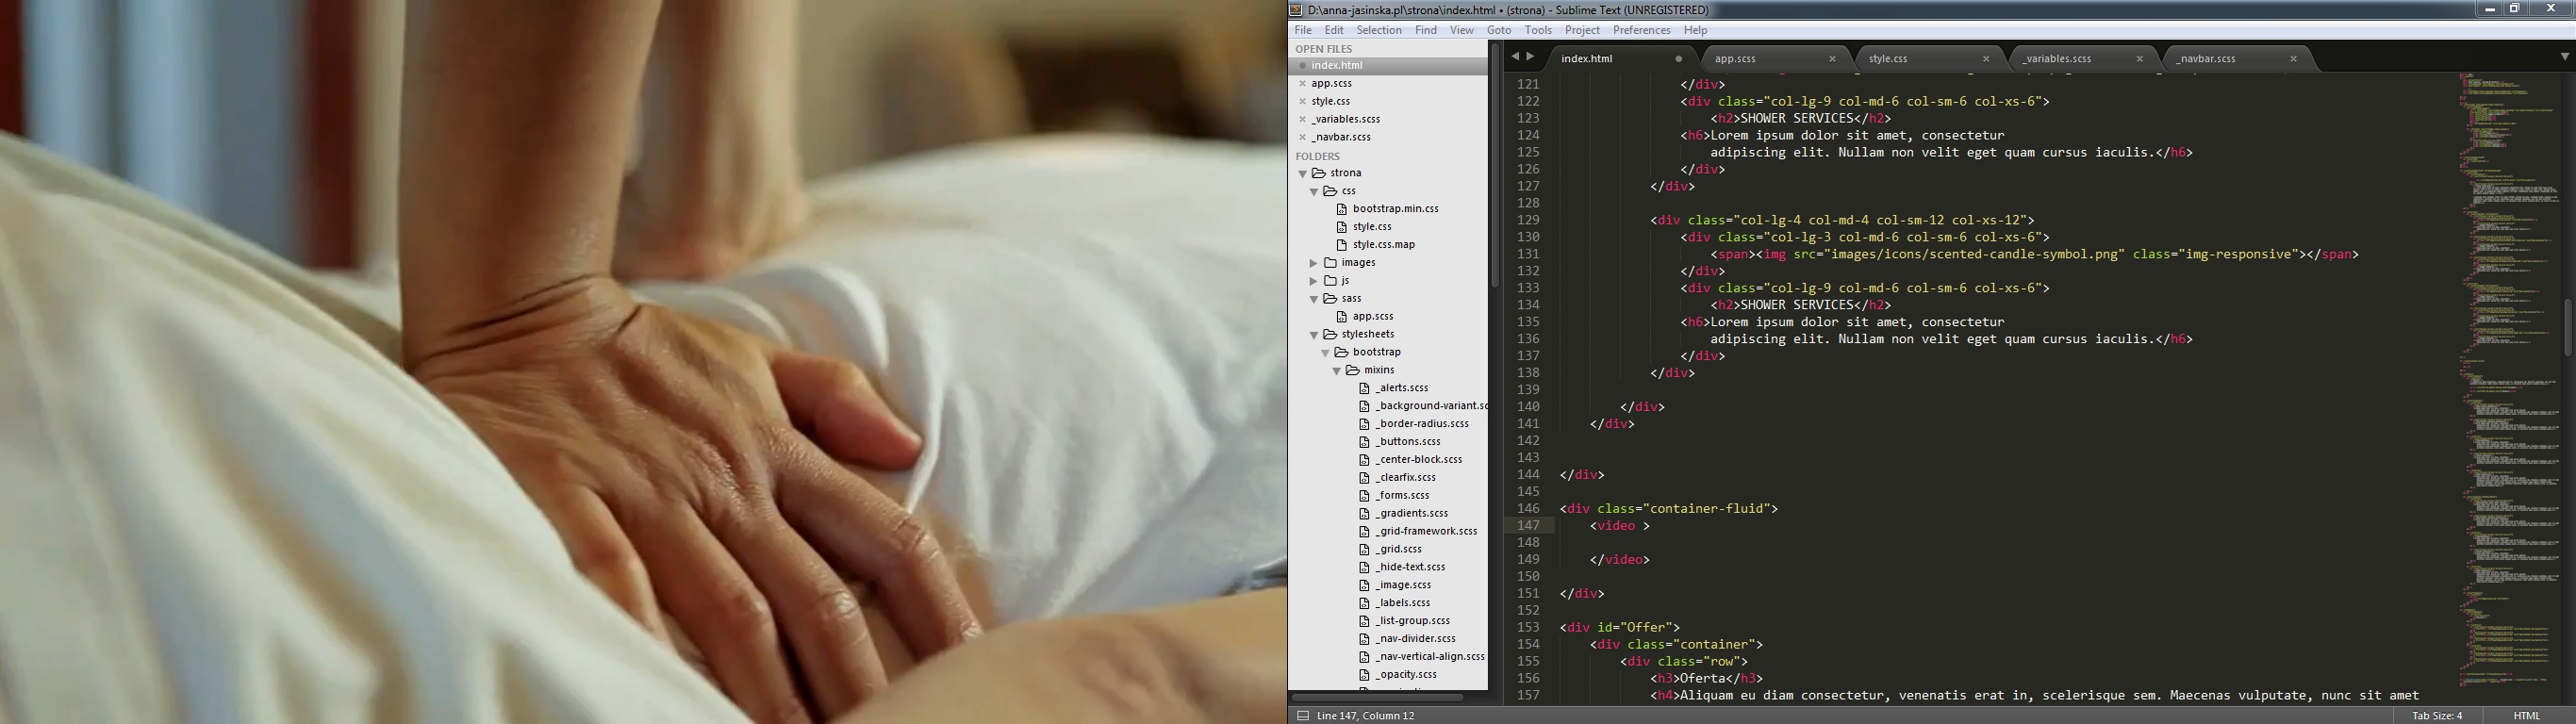 D:\anna-jasinska.pl\strona\index.html • (strona) - Sublime Text (UNREGISTERED)
File Edit Selection Find View Goto Tools Project Preferences Help
OPEN FILES
index.html
app.scss
style.css
_variables.scss
_navbar.scss
FOLDERS
strona
css
bootstrap.min.css
style.css
style.css.map
images
js
sass
app.scss
stylesheets
bootstrap
mixins
_alerts.scss
_background-variant.sc
_border-radius.scss
_buttons.scss
_center-block.scss
_clearfix.scss
_forms.scss
_gradients.scss
_grid-framework.scss
_grid.scss
_hide-text.scss
_image.scss
_labels.scss
_list-group.scss
_nav-divider.scss
_nav-vertical-align.scss
_opacity.scss
index.html app.scss style.css _variables.scss _navbar.scss
121 </div>
122 <div class="col-lg-9 col-md-6 col-sm-6 col-xs-6">
123 <h2>SHOWER SERVICES</h2>
124 <h6>Lorem ipsum dolor sit amet, consectetur
125 adipiscing elit. Nullam non velit eget quam cursus iaculis.</h6>
126 </div>
127 </div>
128
129 <div class="col-lg-4 col-md-4 col-sm-12 col-xs-12">
130 <div class="col-lg-3 col-md-6 col-sm-6 col-xs-6">
131 <span><img src="images/icons/scented-candle-symbol.png" class="img-responsive"></span>
132 </div>
133 <div class="col-lg-9 col-md-6 col-sm-6 col-xs-6">
134 <h2>SHOWER SERVICES</h2>
135 <h6>Lorem ipsum dolor sit amet, consectetur
136 adipiscing elit. Nullam non velit eget quam cursus iaculis.</h6>
137 </div>
138 </div>
139
140 </div>
141 </div>
142
143
144 </div>
145
146 <div class="container-fluid">
147 <video >
148
149 </video>
150
151 </div>
152
153 <div id="Offer">
154 <div class="container">
155 <div class="row">
156 <h3>Oferta</h3>
157 <h4>Aliquam eu diam consectetur, venenatis erat in, scelerisque sem. Maecenas vulputate, nunc sit amet
Line 147, Column 12
Tab Size: 4 HTML